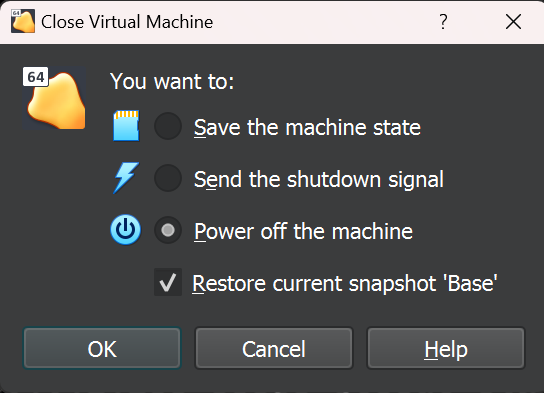 64 Close Virtual Machine ?
64
You want to:
Save the machine state
Send the shutdown signal
Power off the machine
Restore current snapshot 'Base'
OK Cancel Help